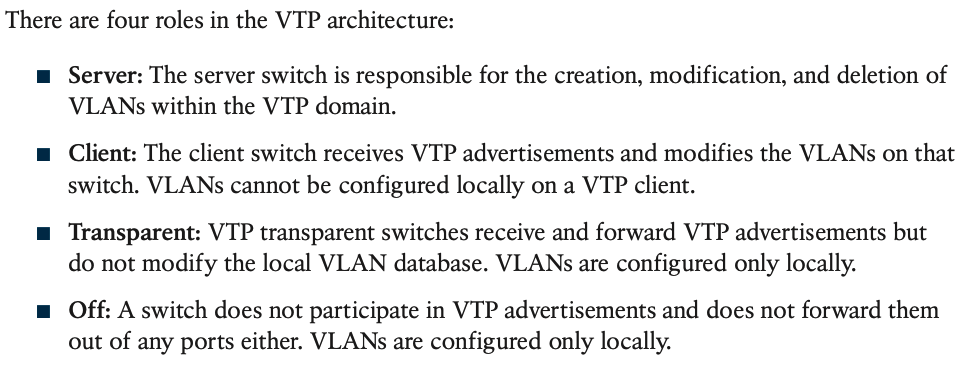 There are four roles in the VTP architecture:
■ Server: The server switch is responsible for the creation, modification, and deletion of
VLANs within the VTP domain.
■ Client: The client switch receives VTP advertisements and modifies the VLANs on that
switch. VLANs cannot be configured locally on a VTP client.
■ Transparent: VTP transparent switches receive and forward VTP advertisements but
do not modify the local VLAN database. VLANs are configured only locally.
■ Off: A switch does not participate in VTP advertisements and does not forward them
out of any ports either. VLANs are configured only locally.